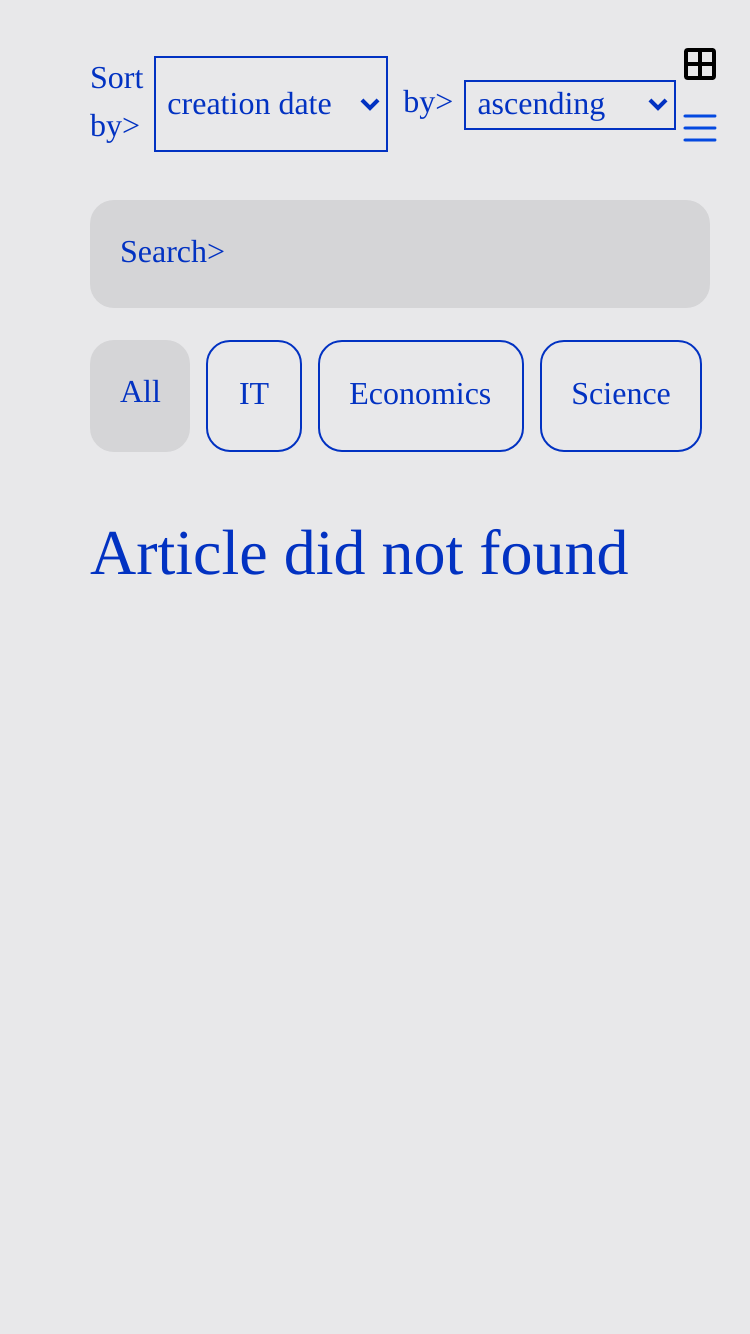 Sort by> creation date by> ascending
Search>
All IT Economics Science
Article did not found